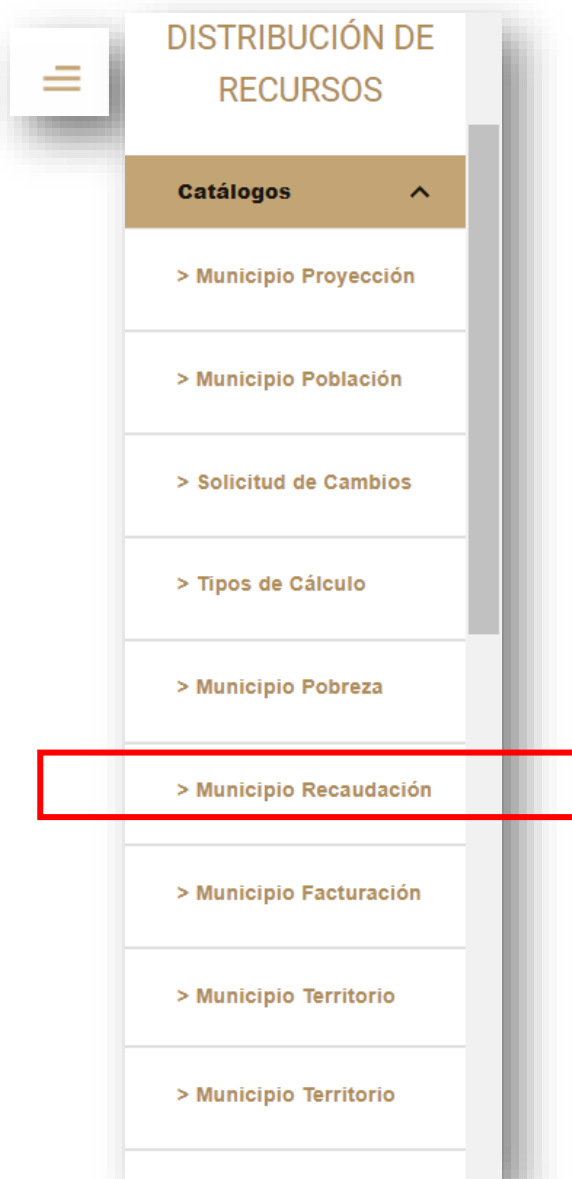 DISTRIBUCIÓN DE
RECURSOS
Catálogos
> Municipio Proyección
> Municipio Población
> Solicitud de Cambios
> Tipos de Cálculo
> Municipio Pobreza
> Municipio Recaudación
> Municipio Facturación
> Municipio Territorio
> Municipio Territorio